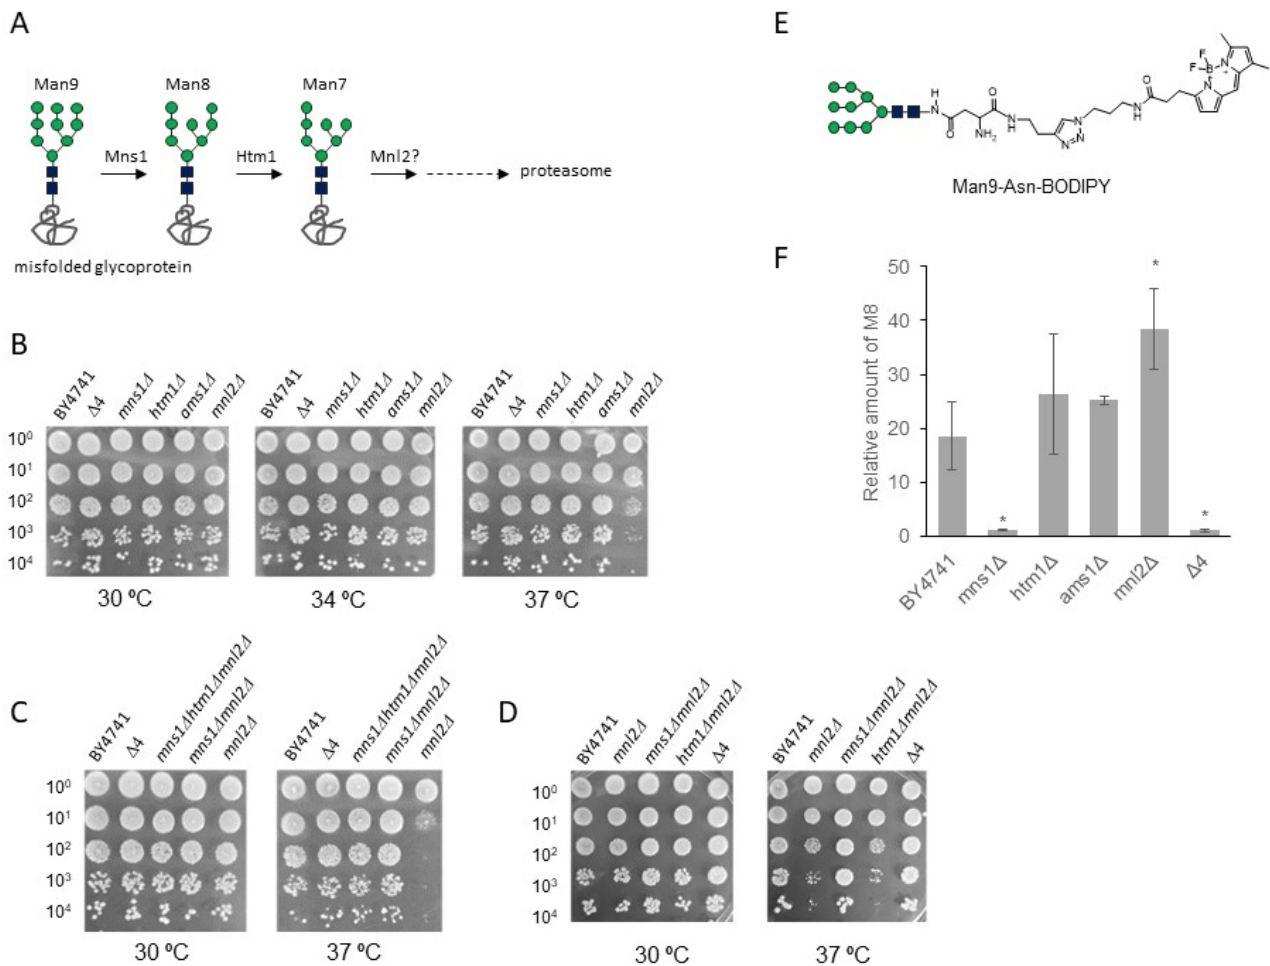 A
Man9
Man8
Man7
Mns1
Htm1
Mnl2?
proteasome
misfolded glycoprotein
B
BY4741
Δ4
mns1Δ
htm1Δ
ams1Δ
mnl2Δ
BY4741
Δ4
mns1Δ
htm1Δ
ams1Δ
mnl2Δ
BY4741
Δ4
mns1Δ
htm1Δ
ams1Δ
mnl2Δ
10⁰
10¹
10²
10³
10⁴
30 ºC
34 ºC
37 ºC
C
BY4741
Δ4
mns1Δhtm1Δmnl2Δ
mns1Δmnl2Δ
mnl2Δ
BY4741
Δ4
mns1Δhtm1Δmnl2Δ
mns1Δmnl2Δ
mnl2Δ
10⁰
10¹
10²
10³
10⁴
30 ºC
37 ºC
D
BY4741
mnl2Δ
mns1Δmnl2Δ
htm1Δmnl2Δ
Δ4
BY4741
mnl2Δ
mns1Δmnl2Δ
htm1Δmnl2Δ
Δ4
10⁰
10¹
10²
10³
10⁴
30 ºC
37 ºC
E
H
N
O
NH₂
O
N
H
N
N=N
N
H
O
F
F
B
N
N
+
-
Man9-Asn-BODIPY
F
Relative amount of M8
50
40
30
20
10
0
*
*
*
BY4741
mns1Δ
htm1Δ
ams1Δ
mnl2Δ
Δ4